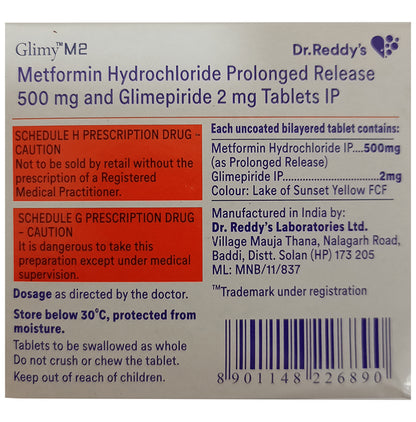 Glimy™M2
Dr.Reddy's
Metformin Hydrochloride Prolonged Release
500 mg and Glimepiride 2 mg Tablets IP
SCHEDULE H PRESCRIPTION DRUG -
CAUTION
Not to be sold by retail without the
prescription of a Registered
Medical Practitioner.
SCHEDULE G PRESCRIPTION DRUG
- CAUTION
It is dangerous to take this
preparation except under medical
supervision.
Dosage as directed by the doctor.
Store below 30°C, protected from
moisture.
Tablets to be swallowed as whole
Do not crush or chew the tablet.
Keep out of reach of children.
Each uncoated bilayered tablet contains:
Metformin Hydrochloride IP....500mg
(as Prolonged Release)
Glimepiride IP........................2mg
Colour: Lake of Sunset Yellow FCF
Manufactured in India by:
Dr. Reddy's Laboratories Ltd.
Village Mauja Thana, Nalagarh Road,
Baddi, Distt. Solan (HP) 173 205
ML: MNB/11/837
™Trademark under registration
8 901148 226890